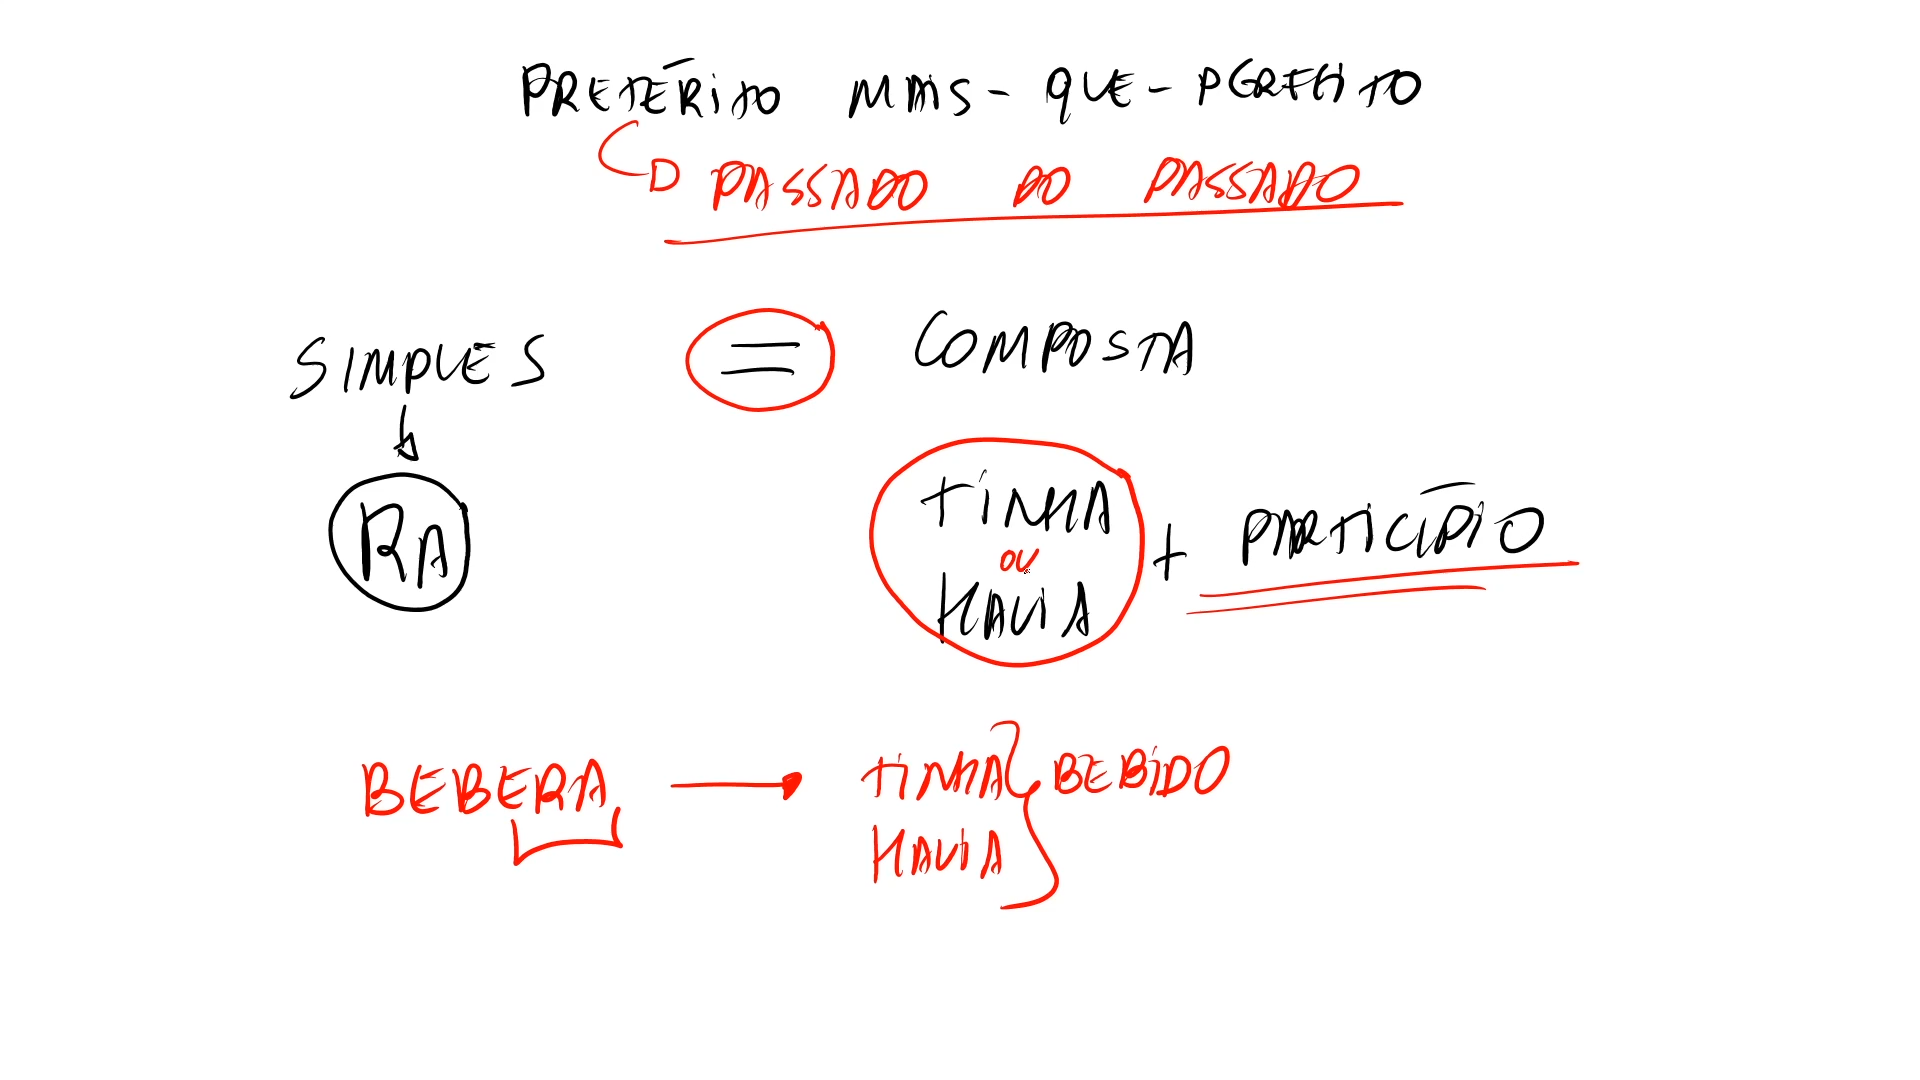 PRETÉRITO MAIS-QUE-PERFEITO
PASSADO DO PASSADO
SIMPLES = COMPOSTA
RA
TINHA
OU
HAVIA
+ PARTICÍPIO
BEBERA → TINHA BEBIDO
HAVIA